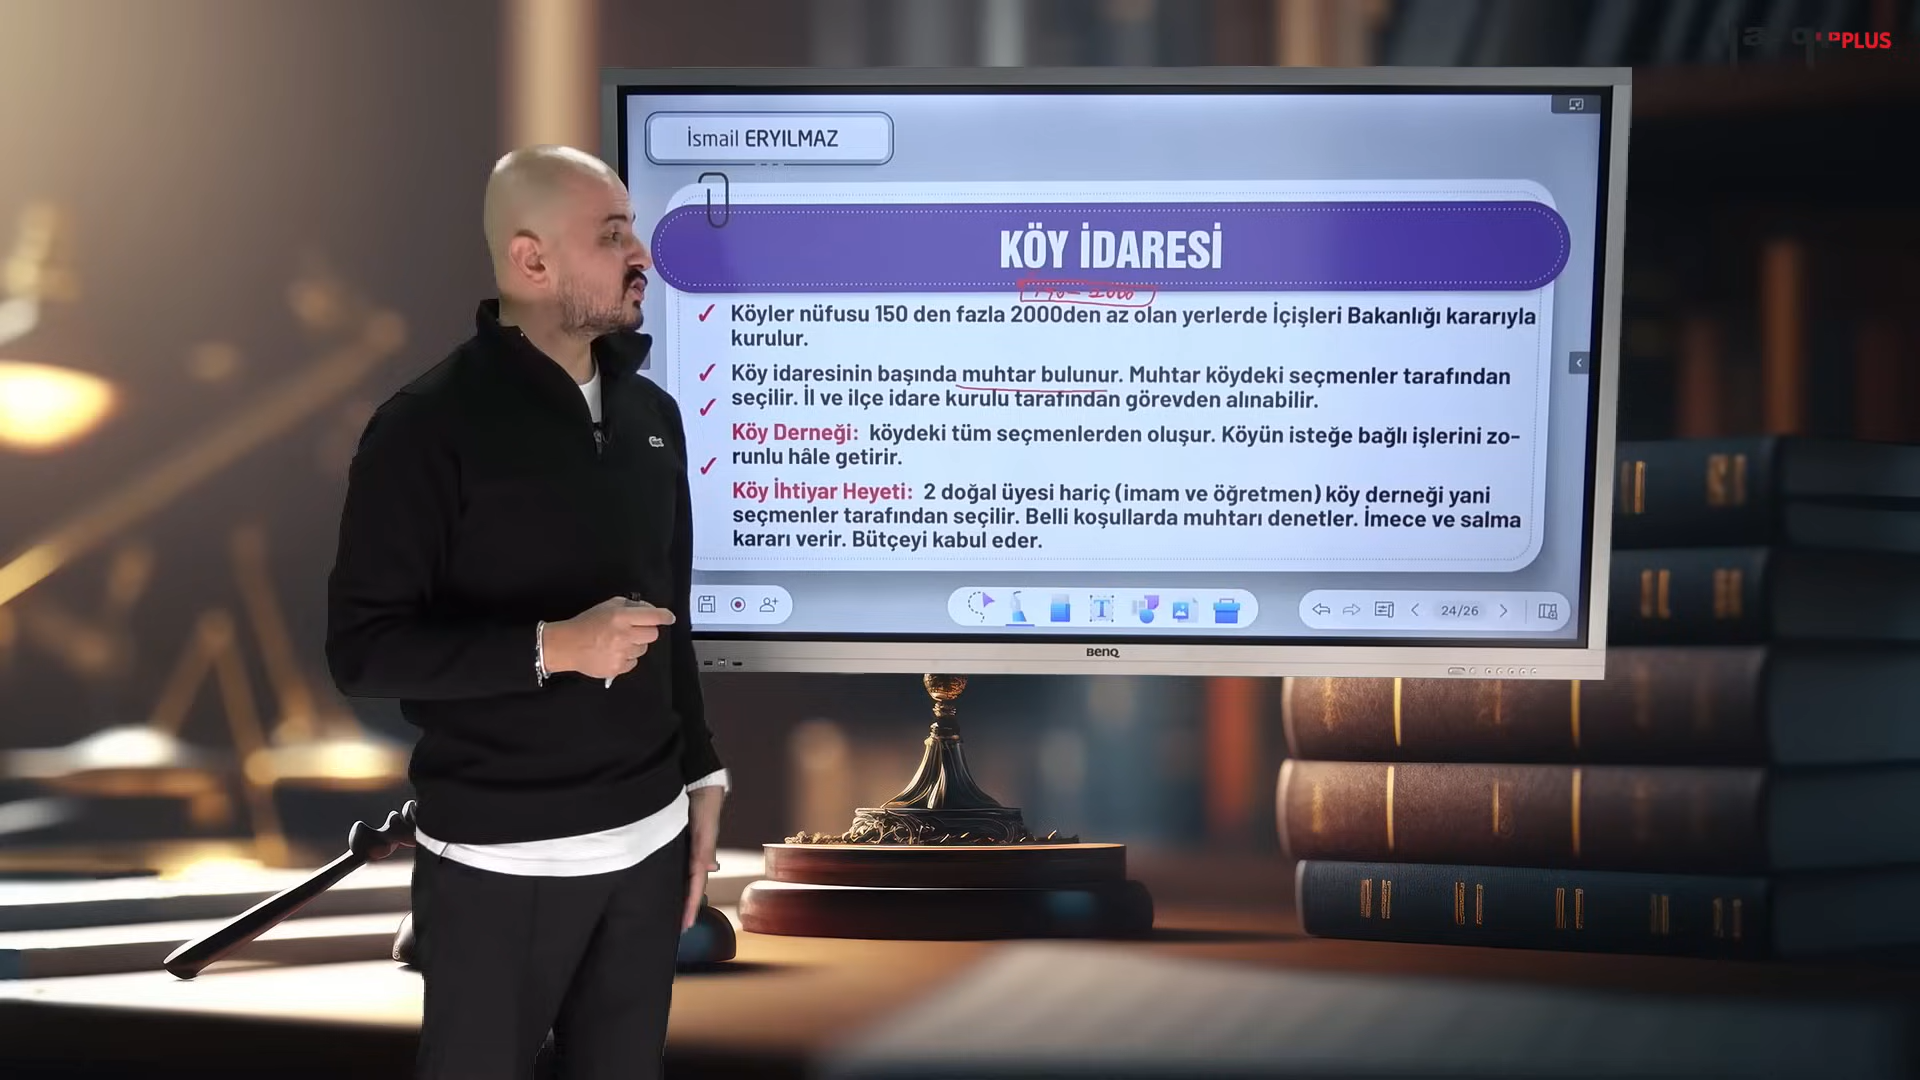 PLUS
İsmail ERYILMAZ
KÖY İDARESİ
150-2000
Köyler nüfusu 150 den fazla 2000den az olan yerlerde İçişleri Bakanlığı kararıyla
kurulur.
Köy idaresinin başında muhtar bulunur. Muhtar köydeki seçmenler tarafından
seçilir. İl ve ilçe idare kurulu tarafından görevden alınabilir.
Köy Derneği: köydeki tüm seçmenlerden oluşur. Köyün isteğe bağlı işlerini zo-
runlu hâle getirir.
Köy İhtiyar Heyeti: 2 doğal üyesi hariç (imam ve öğretmen) köy derneği yani
seçmenler tarafından seçilir. Belli koşullarda muhtarı denetler. İmece ve salma
kararı verir. Bütçeyi kabul eder.
24/26
BenQ